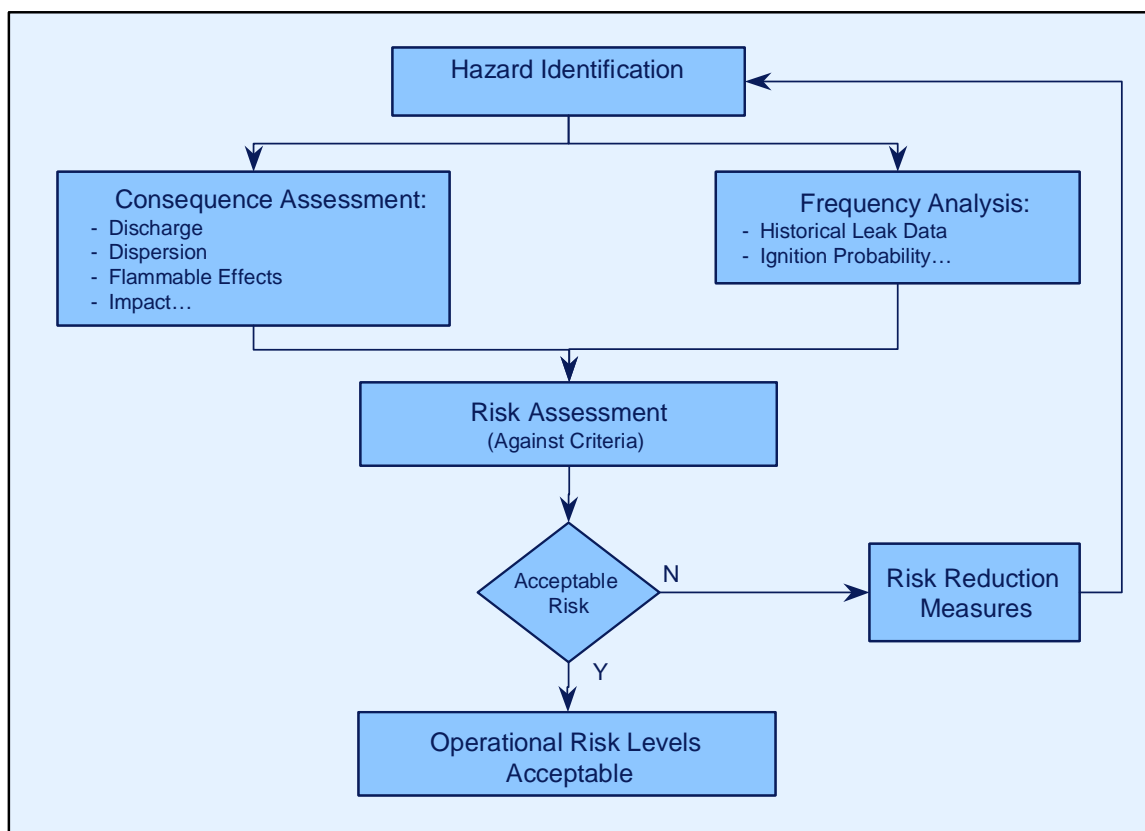 Hazard Identification
Consequence Assessment:
- Discharge
- Dispersion
- Flammable Effects
- Impact…
Frequency Analysis:
- Historical Leak Data
- Ignition Probability…
Risk Assessment
(Against Criteria)
Acceptable
Risk
N
Risk Reduction
Measures
Y
Operational Risk Levels
Acceptable